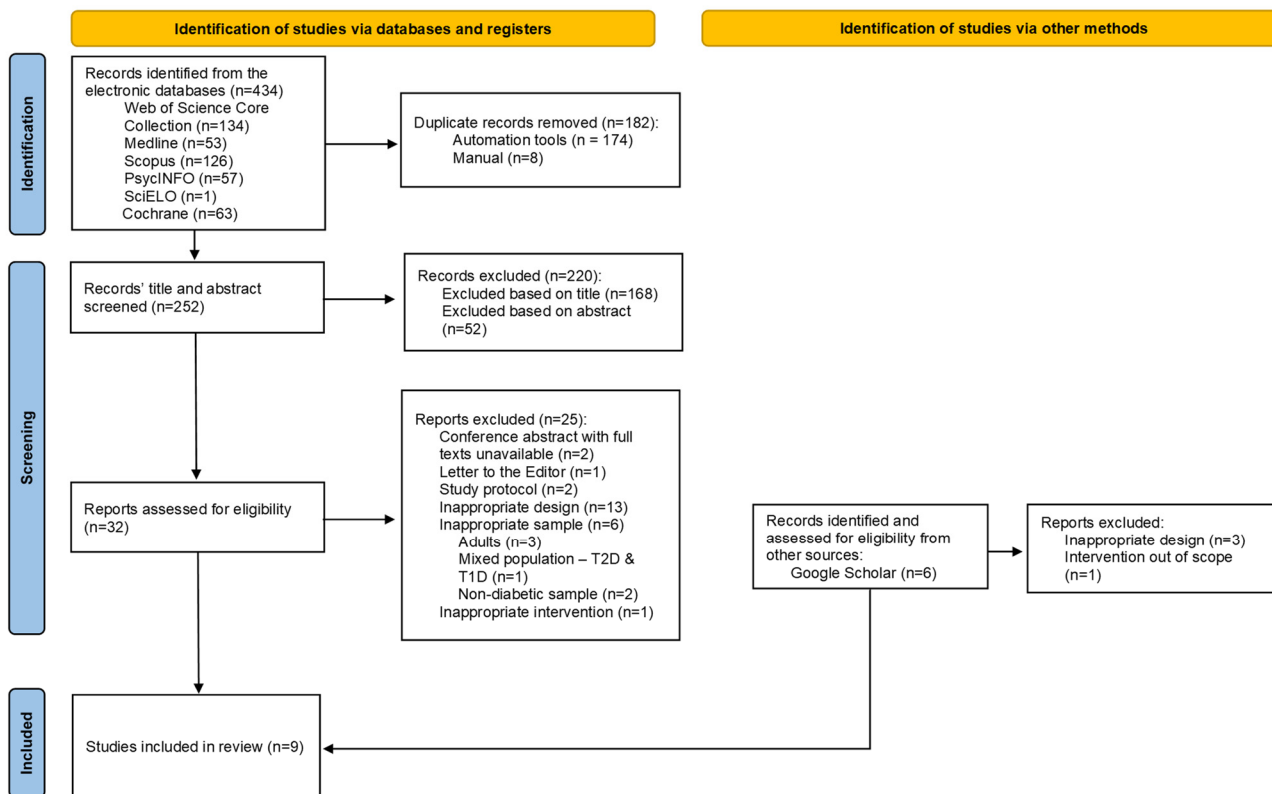 Identification of studies via databases and registers
Identification of studies via other methods
Identification
Records identified from the
electronic databases (n=434)
Web of Science Core
Collection (n=134)
Medline (n=53)
Scopus (n=126)
PsycINFO (n=57)
SciELO (n=1)
Cochrane (n=63)
Duplicate records removed (n=182):
Automation tools (n = 174)
Manual (n=8)
Screening
Records’ title and abstract
screened (n=252)
Records excluded (n=220):
Excluded based on title (n=168)
Excluded based on abstract
(n=52)
Reports assessed for eligibility
(n=32)
Reports excluded (n=25):
Conference abstract with full
texts unavailable (n=2)
Letter to the Editor (n=1)
Study protocol (n=2)
Inappropriate design (n=13)
Inappropriate sample (n=6)
Adults (n=3)
Mixed population – T2D &
T1D (n=1)
Non-diabetic sample (n=2)
Inappropriate intervention (n=1)
Records identified and
assessed for eligibility from
other sources:
Google Scholar (n=6)
Reports excluded:
Inappropriate design (n=3)
Intervention out of scope
(n=1)
Included
Studies included in review (n=9)